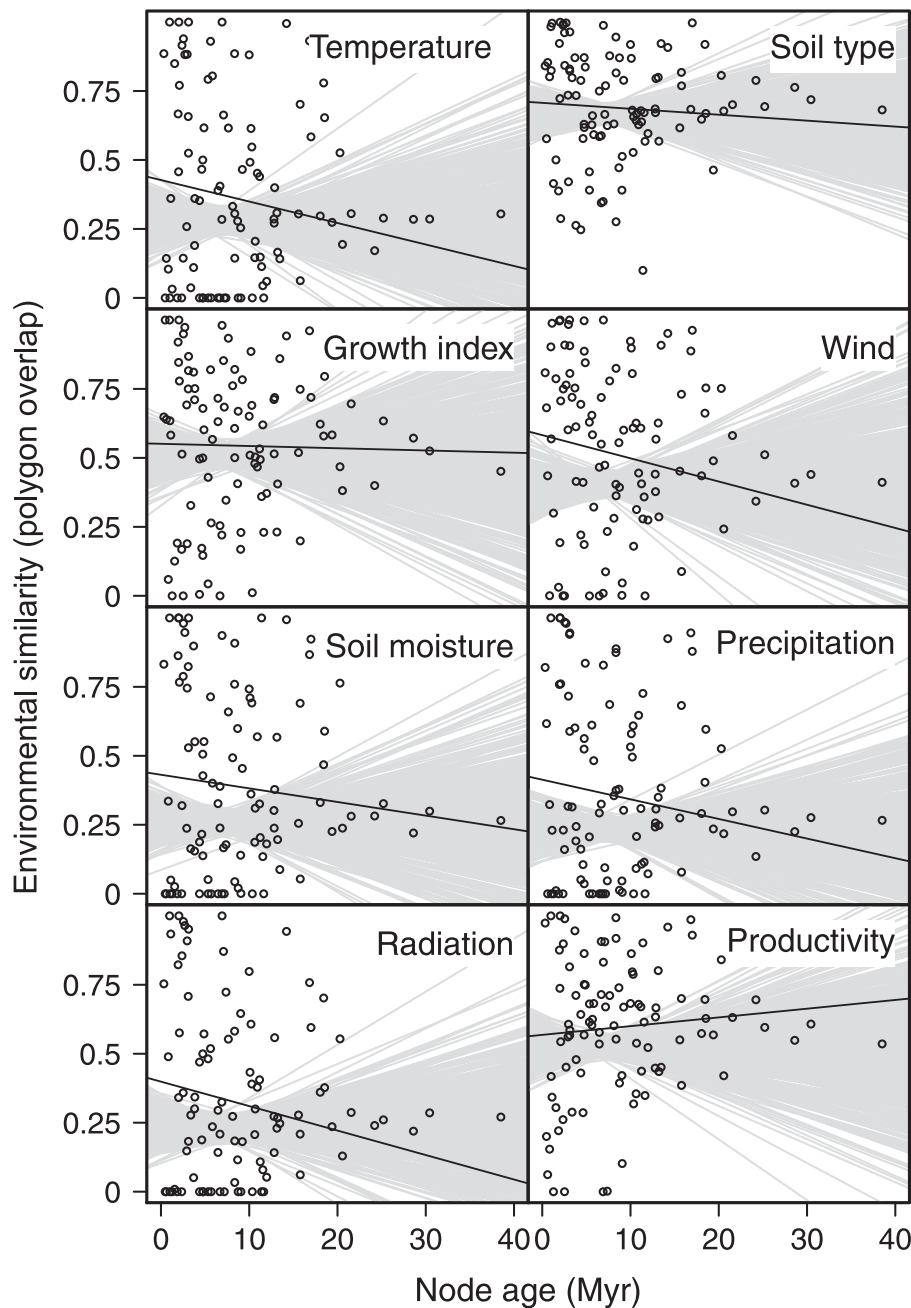 Temperature
Soil type
0.75
0.5
0.25
0
Growth index
Wind
0.75
0.5
0.25
0
Soil moisture
Precipitation
0.75
0.5
0.25
0
Radiation
Productivity
0.75
0.5
0.25
0
0 10 20 30 40 0 10 20 30 40
Node age (Myr)
Environmental similarity (polygon overlap)